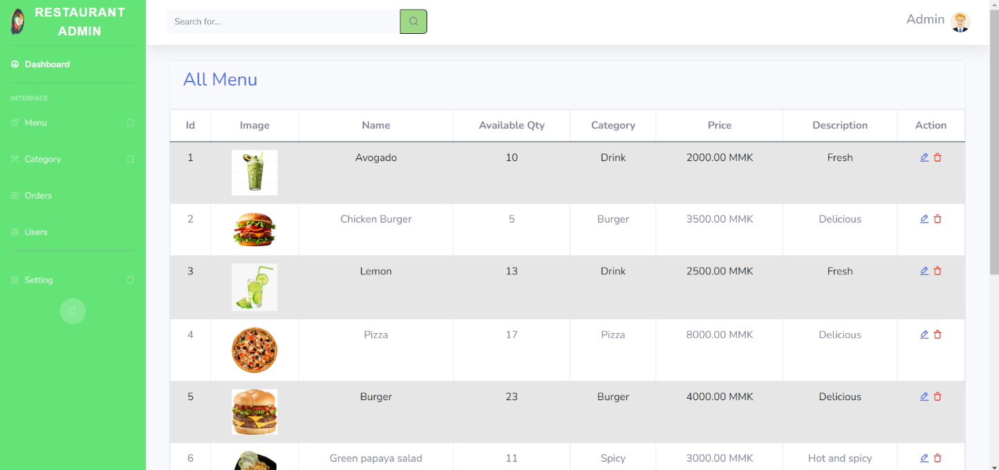 RESTAURANT
ADMIN
Dashboard
INTERFACE
Menu
Category
Orders
Users
Setting
Search for...
Admin
All Menu
Id Image Name Available Qty Category Price Description Action
1 Avogado 10 Drink 2000.00 MMK Fresh
2 Chicken Burger 5 Burger 3500.00 MMK Delicious
3 Lemon 13 Drink 2500.00 MMK Fresh
4 Pizza 17 Pizza 8000.00 MMK Delicious
5 Burger 23 Burger 4000.00 MMK Delicious
6 Green papaya salad 11 Spicy 3000.00 MMK Hot and spicy